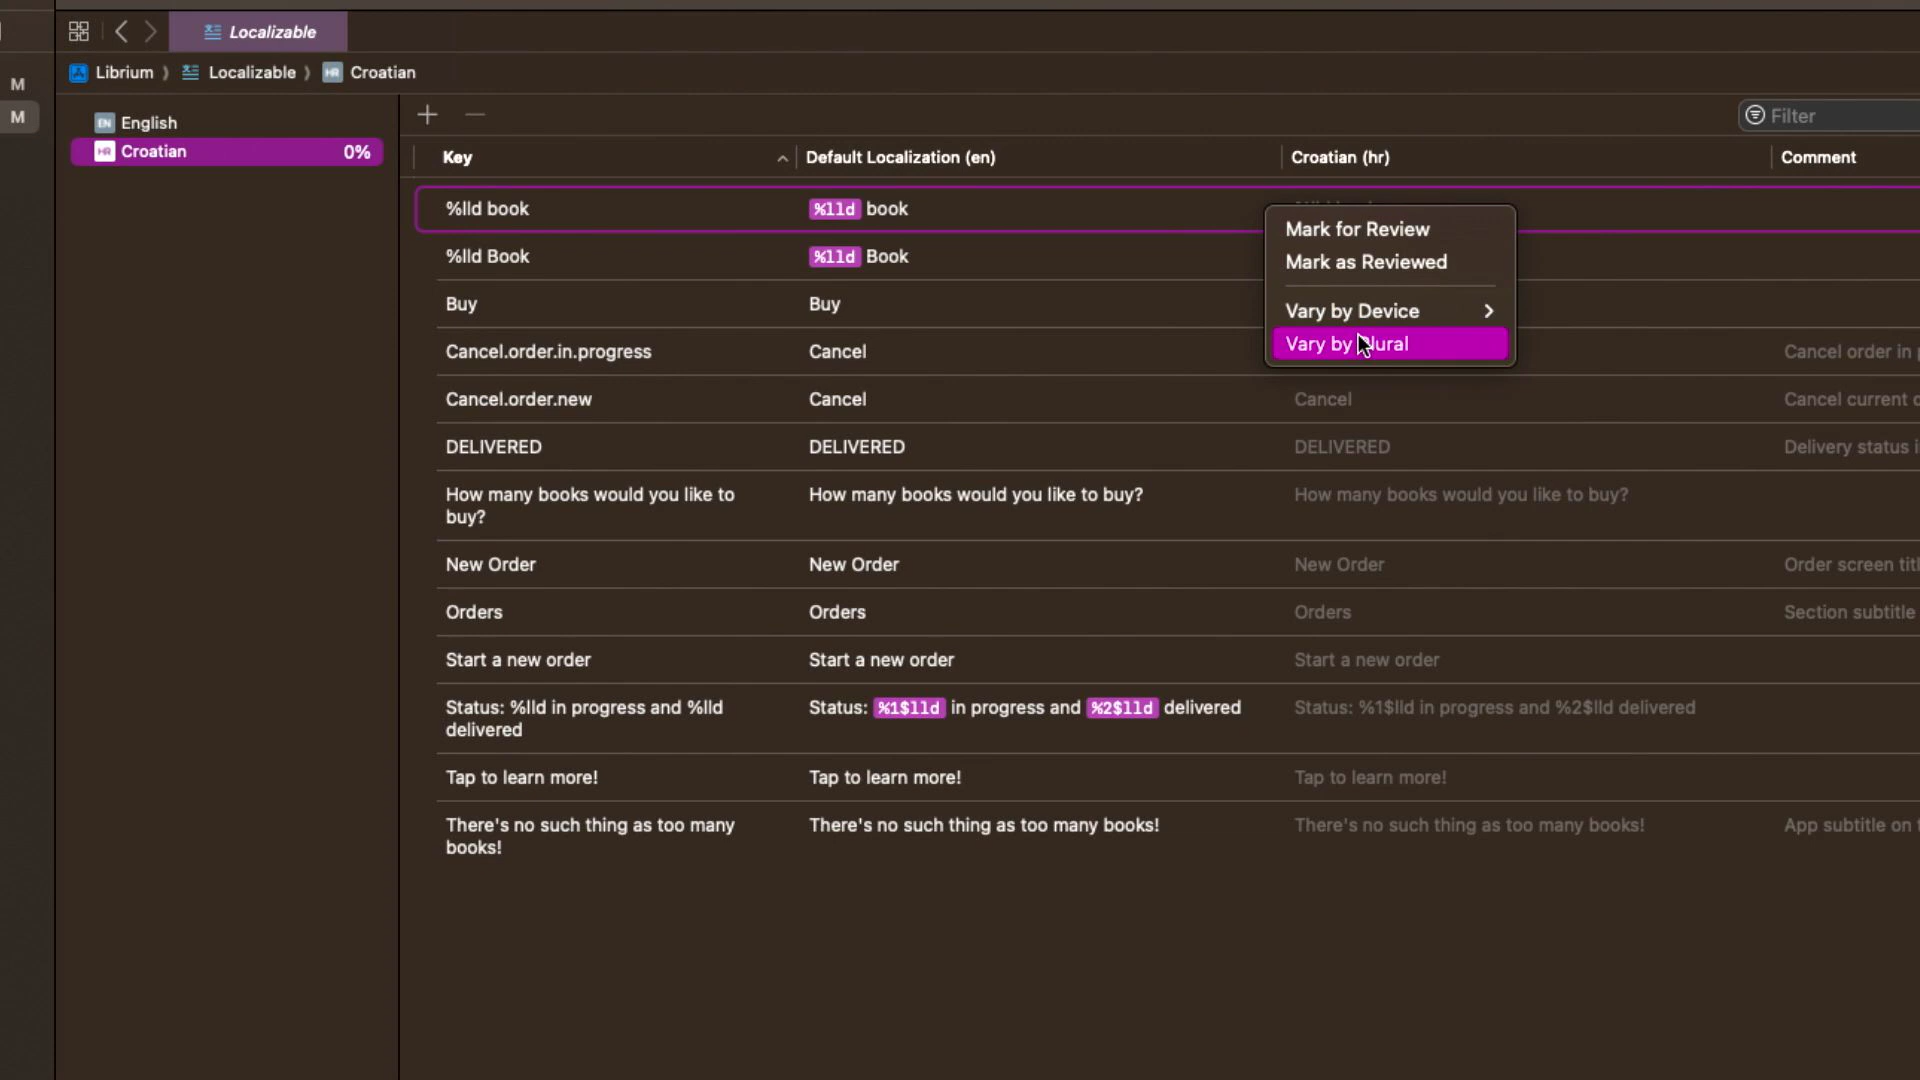 Localizable
Librium
Localizable
HR
Croatian
M
M
EN
English
HR
Croatian
0%
Filter
Key
Default Localization (en)
Croatian (hr)
Comment
%lld book
%lld book
%lld Book
%lld Book
Buy
Buy
Cancel.order.in.progress
Cancel
Cancel order in
Cancel.order.new
Cancel
Cancel
Cancel current
DELIVERED
DELIVERED
DELIVERED
Delivery status
How many books would you like to
buy?
How many books would you like to buy?
How many books would you like to buy?
New Order
New Order
New Order
Order screen
Orders
Orders
Orders
Section subtitle
Start a new order
Start a new order
Start a new order
Status: %lld in progress and %lld
delivered
Status: %1$lld in progress and %2$lld delivered
Status: %1$lld in progress and %2$lld delivered
Tap to learn more!
Tap to learn more!
Tap to learn more!
There's no such thing as too many
books!
There's no such thing as too many books!
There's no such thing as too many books!
App subtitle on
Mark for Review
Mark as Reviewed
Vary by Device
Vary by Plural